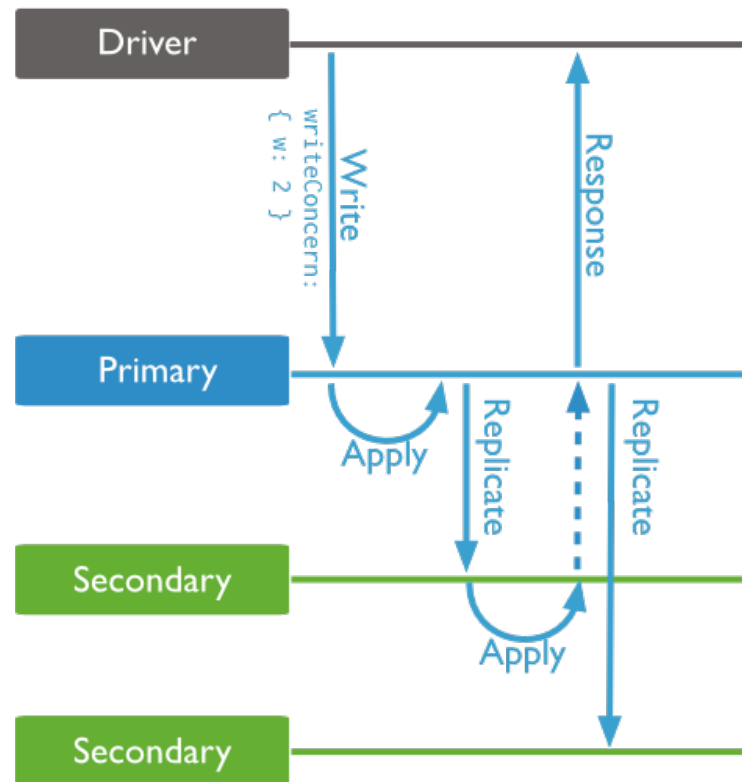 Driver
Write
writeConcern:
{ w: 2 }
Response
Primary
Apply
Replicate
Replicate
Secondary
Apply
Secondary